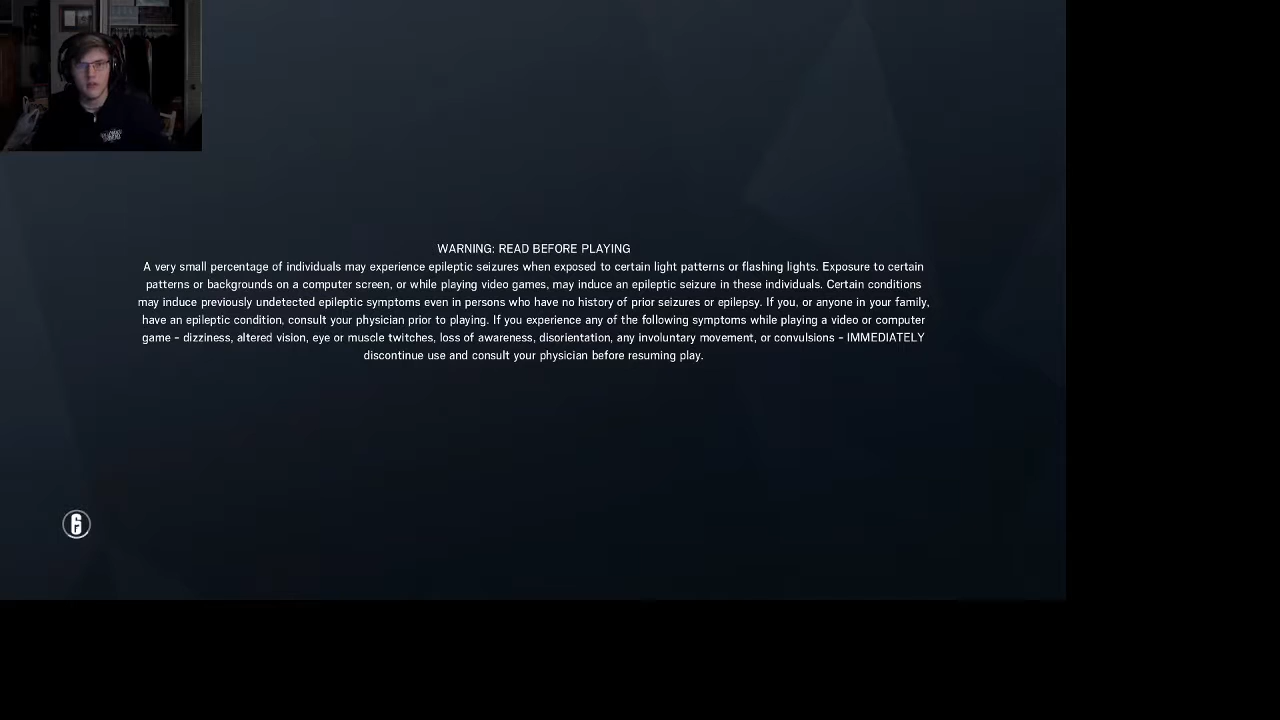 WARNING: READ BEFORE PLAYING
A very small percentage of individuals may experience epileptic seizures when exposed to certain light patterns or flashing lights. Exposure to certain
patterns or backgrounds on a computer screen, or while playing video games, may induce an epileptic seizure in these individuals. Certain conditions
may induce previously undetected epileptic symptoms even in persons who have no history of prior seizures or epilepsy. If you, or anyone in your family,
have an epileptic condition, consult your physician prior to playing. If you experience any of the following symptoms while playing a video or computer
game - dizziness, altered vision, eye or muscle twitches, loss of awareness, disorientation, any involuntary movement, or convulsions - IMMEDIATELY
discontinue use and consult your physician before resuming play.
6